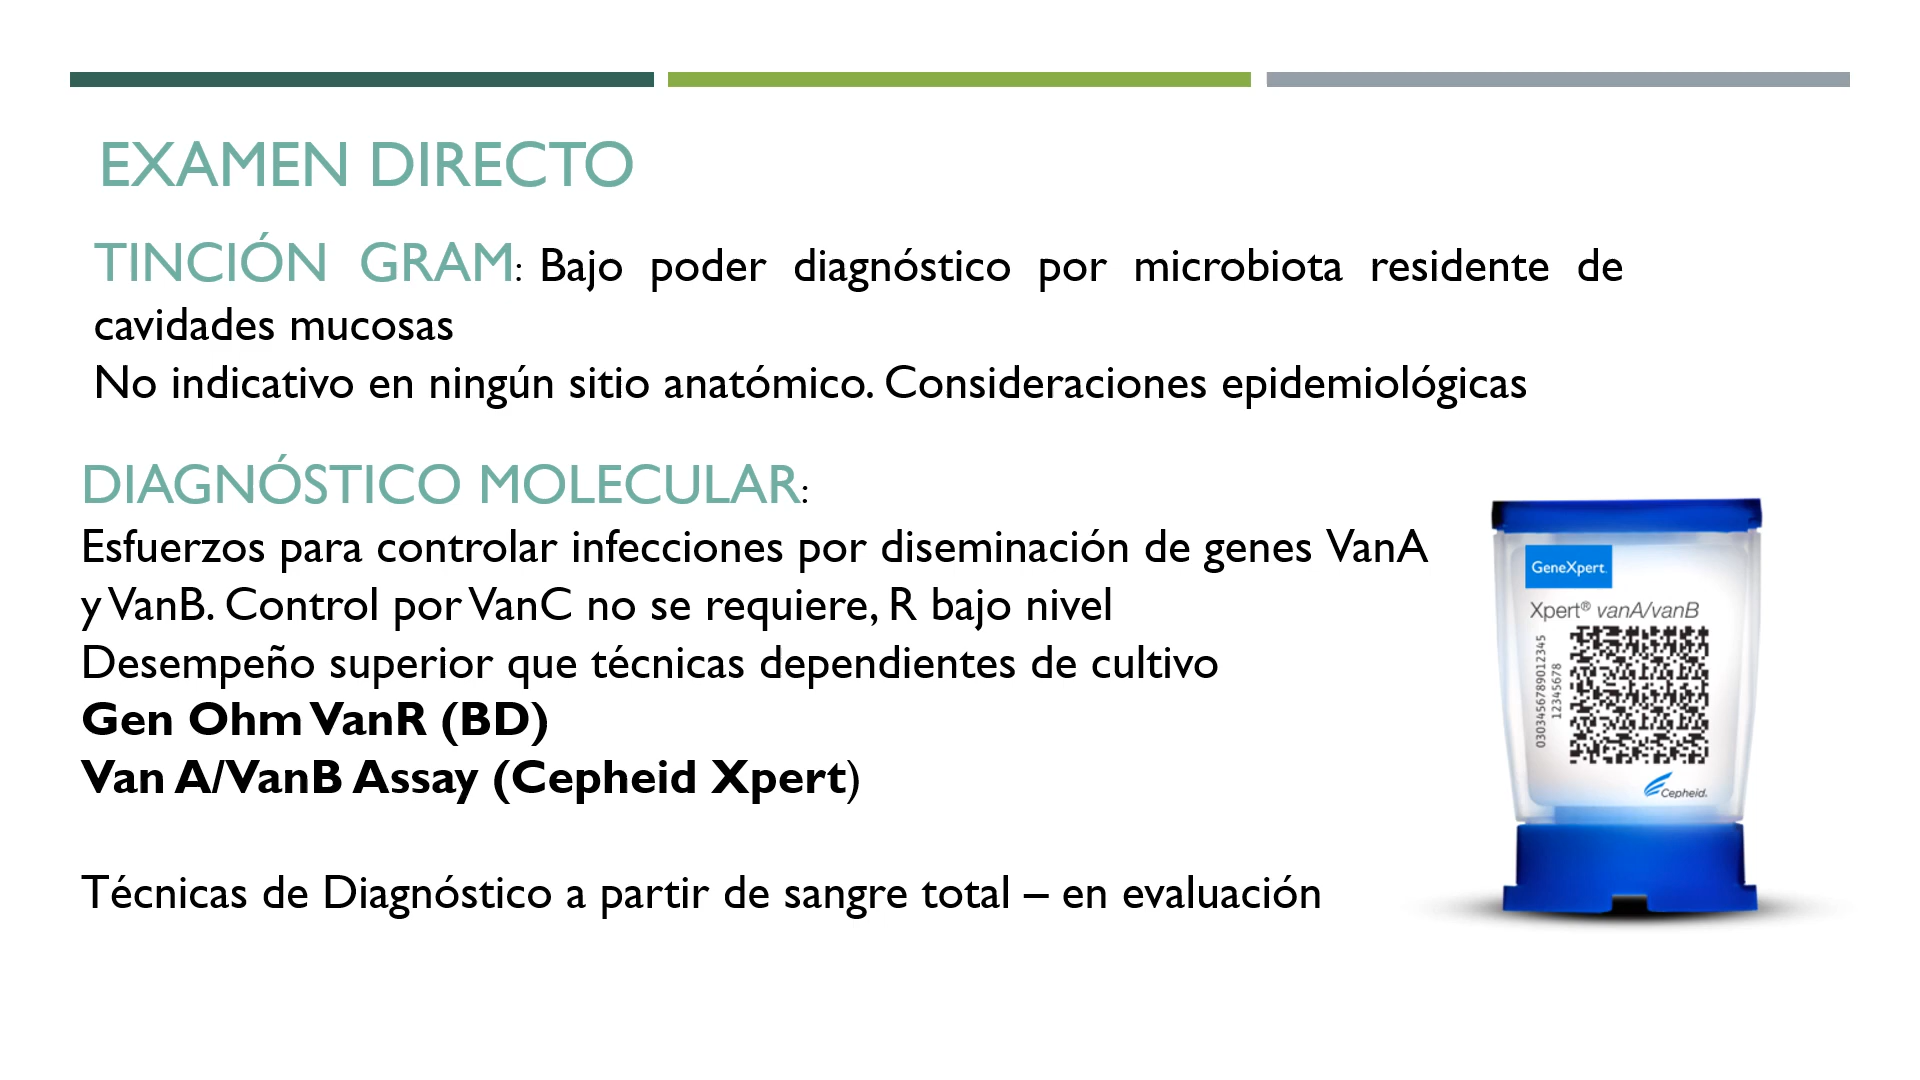 EXAMEN DIRECTO
TINCIÓN GRAM: Bajo poder diagnóstico por microbiota residente de
cavidades mucosas
No indicativo en ningún sitio anatómico. Consideraciones epidemiológicas
DIAGNÓSTICO MOLECULAR:
Esfuerzos para controlar infecciones por diseminación de genes VanA
y VanB. Control por VanC no se requiere, R bajo nivel
Desempeño superior que técnicas dependientes de cultivo
Gen Ohm VanR (BD)
Van A/VanB Assay (Cepheid Xpert)
Técnicas de Diagnóstico a partir de sangre total – en evaluación
GeneXpert.
Xpert® vanA/vanB
0303456789012345
12345678
Cepheid.